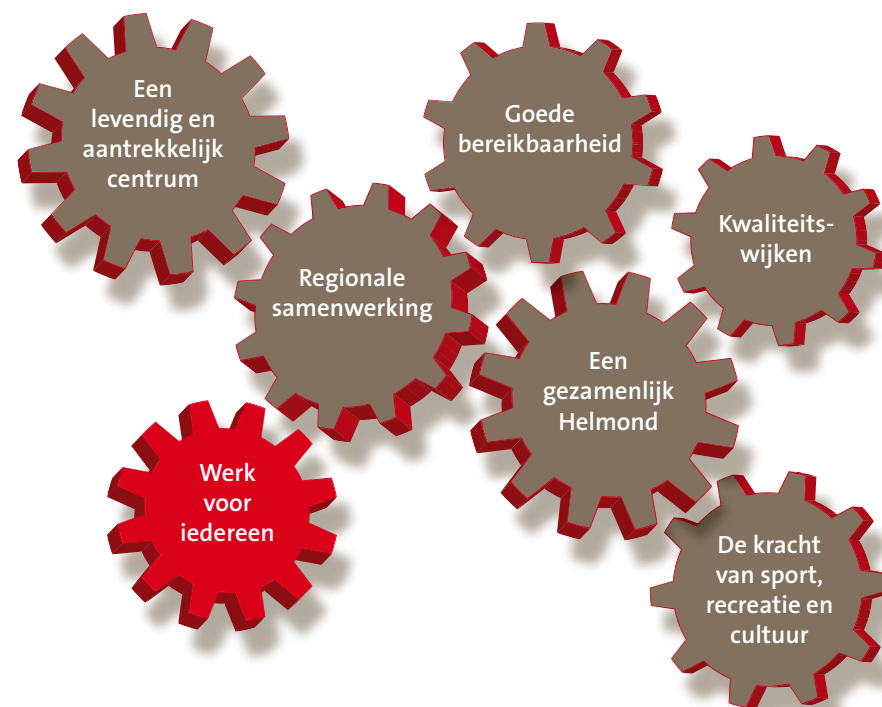 Een
levendig en
aantrekkelijk
centrum
Goede
bereikbaarheid
Kwaliteits-
wijken
Regionale
samenwerking
Een
gezamenlijk
Helmond
Werk
voor
iedereen
De kracht
van sport,
recreatie en
cultuur